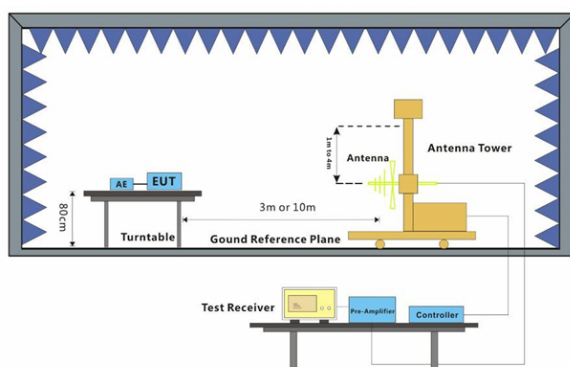 1m to 4m
Antenna
Antenna Tower
AE
EUT
80cm
3m or 10m
Turntable
Gound Reference Plane
Test Receiver
Pre-Amplifier
Controller